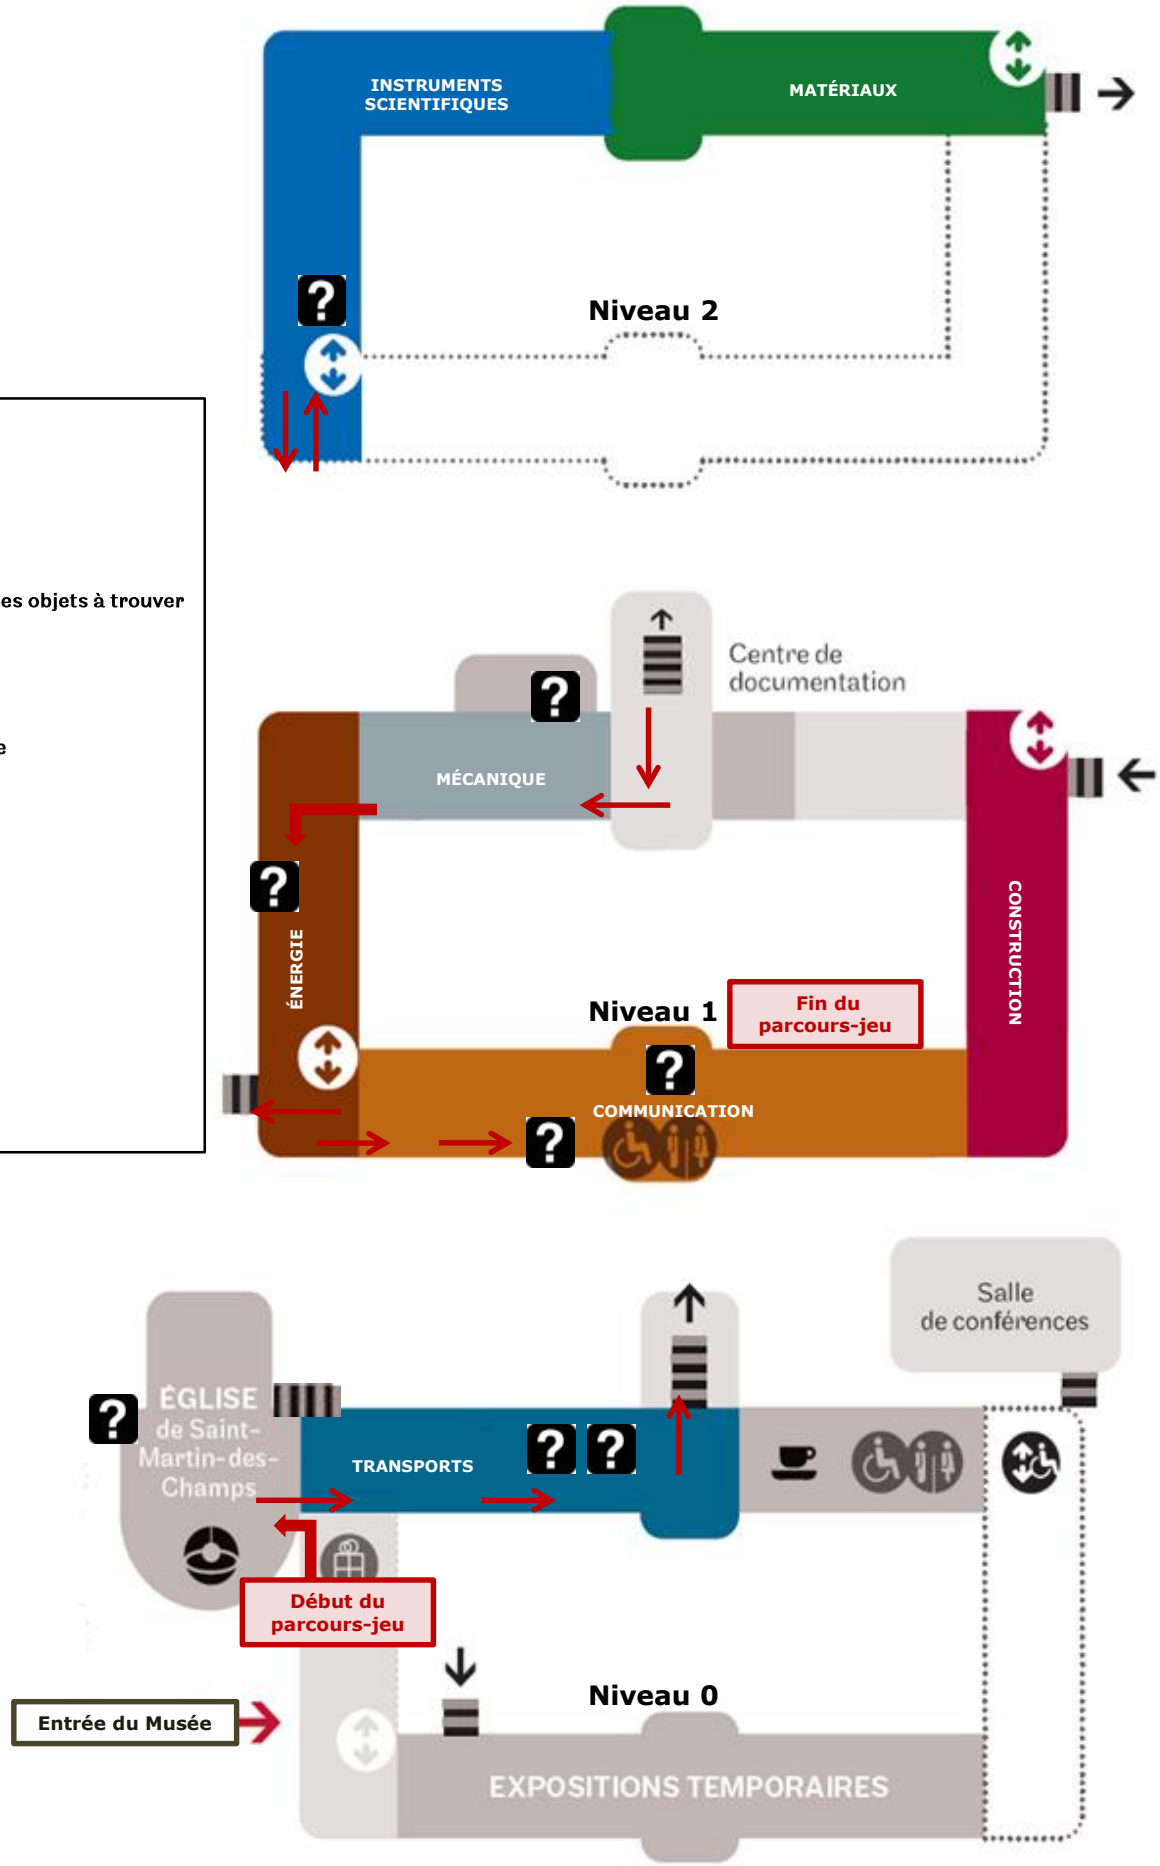 INSTRUMENTS
SCIENTIFIQUES
MATÉRIAUX
?
Niveau 2
es objets à trouver
e
Centre de
documentation
?
MÉCANIQUE
?
ÉNERGIE
CONSTRUCTION
Niveau 1
Fin du
parcours-jeu
?
COMMUNICATION
?
Salle
de conférences
?
ÉGLISE
de Saint-
Martin-des-
Champs
TRANSPORTS
? ?
Début du
parcours-jeu
Niveau 0
Entrée du Musée
EXPOSITIONS TEMPORAIRES